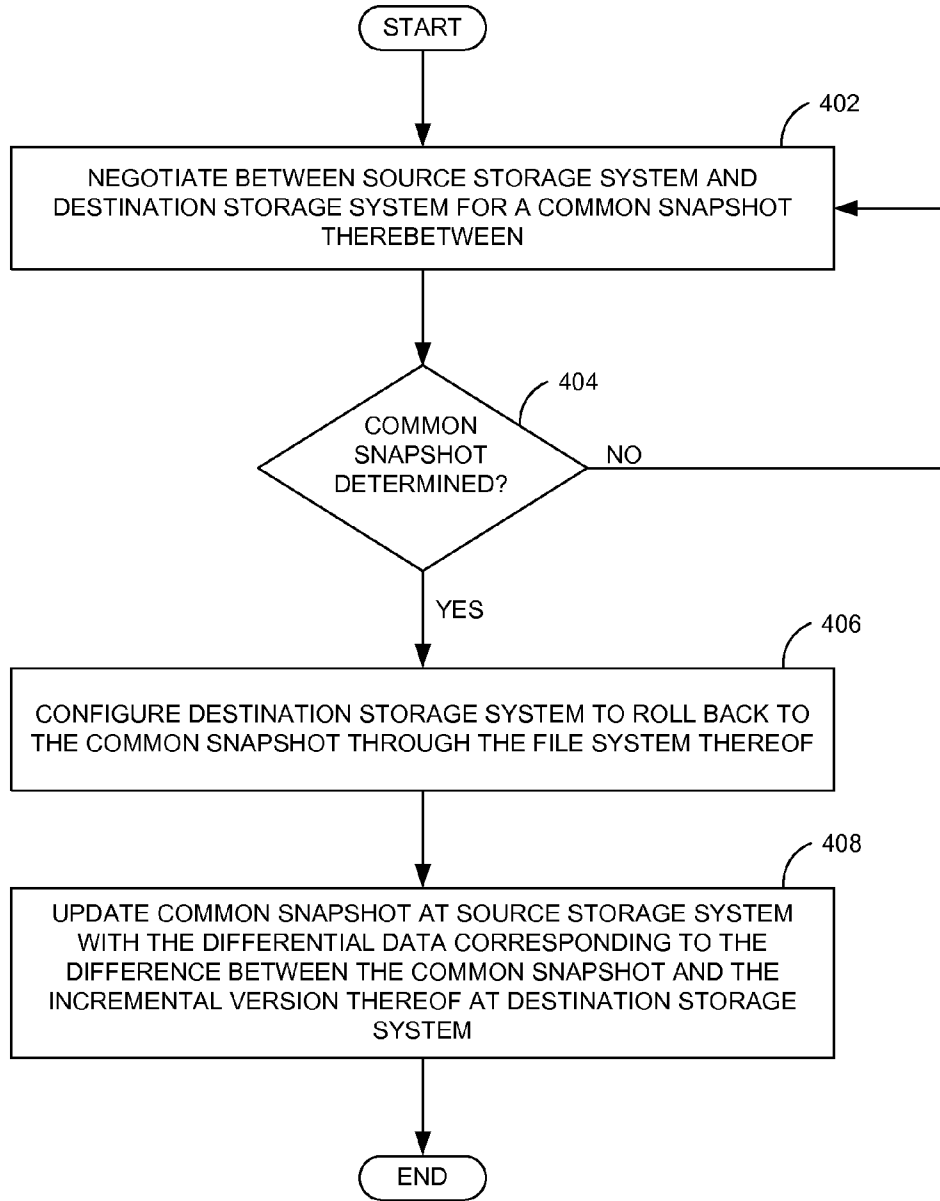 START
402
NEGOTIATE BETWEEN SOURCE STORAGE SYSTEM AND
DESTINATION STORAGE SYSTEM FOR A COMMON SNAPSHOT
THEREBETWEEN
404
COMMON
SNAPSHOT
DETERMINED?
NO
YES
406
CONFIGURE DESTINATION STORAGE SYSTEM TO ROLL BACK TO
THE COMMON SNAPSHOT THROUGH THE FILE SYSTEM THEREOF
408
UPDATE COMMON SNAPSHOT AT SOURCE STORAGE SYSTEM
WITH THE DIFFERENTIAL DATA CORRESPONDING TO THE
DIFFERENCE BETWEEN THE COMMON SNAPSHOT AND THE
INCREMENTAL VERSION THEREOF AT DESTINATION STORAGE
SYSTEM
END